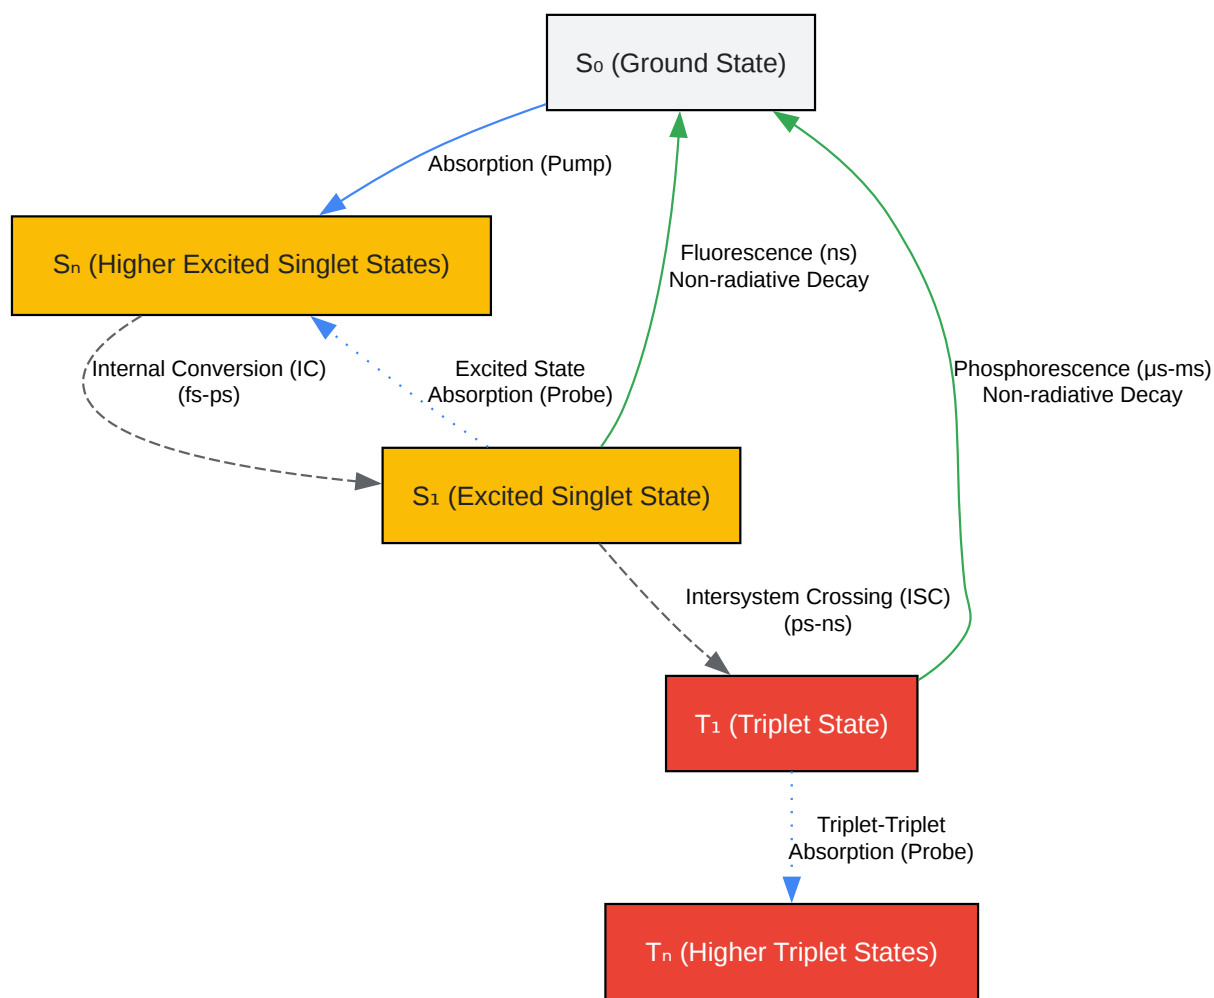 S₀ (Ground State)
Absorption (Pump)
Sₙ (Higher Excited Singlet States)
Fluorescence (ns)
Non-radiative Decay
Internal Conversion (IC)
(fs-ps)
Excited State
Absorption (Probe)
Phosphorescence (µs-ms)
Non-radiative Decay
S₁ (Excited Singlet State)
Intersystem Crossing (ISC)
(ps-ns)
T₁ (Triplet State)
Triplet-Triplet
Absorption (Probe)
Tₙ (Higher Triplet States)